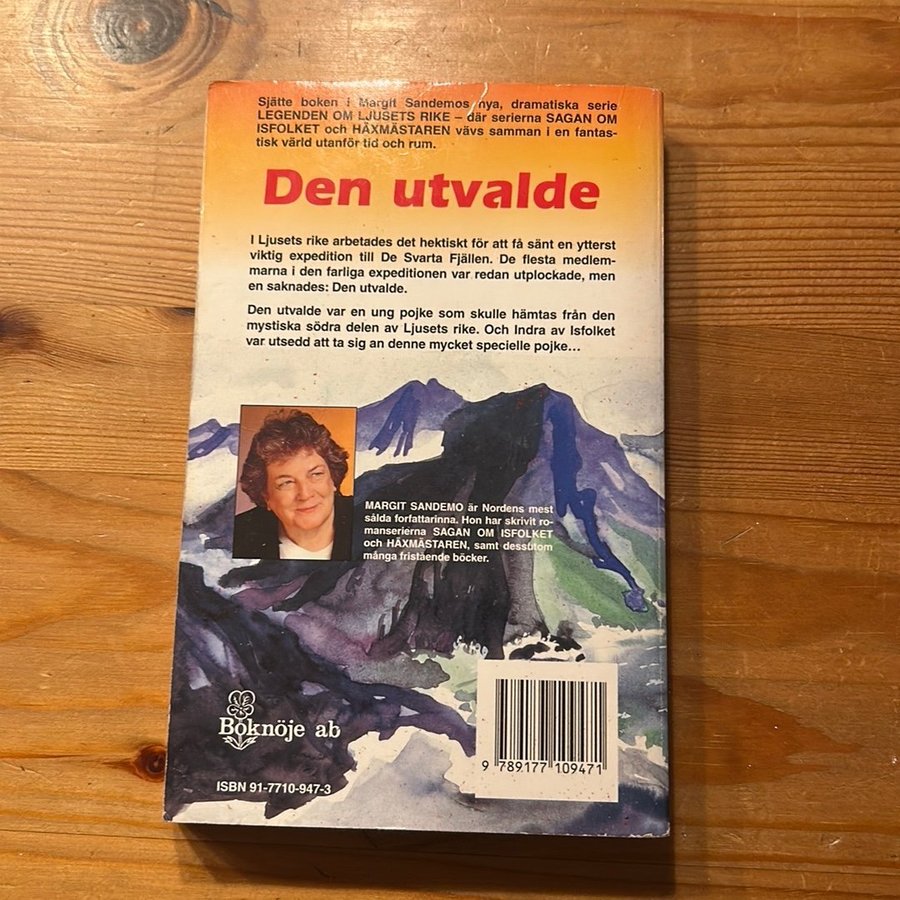 Sjätte boken i Margit Sandemos nya, dramatiska serie
LEGENDEN OM LJUSETS RIKE – där serierna SAGAN OM
ISFOLKET och HÄXMÄSTAREN vävs samman i en fantas-
tisk värld utanför tid och rum.
Den utvalde
I Ljusets rike arbetades det hektiskt för att få sänt en ytterst
viktig expedition till De Svarta Fjällen. De flesta medlem-
marna i den farliga expeditionen var redan utplockade, men
en saknades: Den utvalde.
Den utvalde var en ung pojke som skulle hämtas från den
mystiska södra delen av Ljusets rike. Och Indra av Isfolket
var utsedd att ta sig an denne mycket specielle pojke...
MARGIT SANDEMO är Nordens mest
sålda forfattarinna. Hon har skrivit ro-
manserierna SAGAN OM ISFOLKET
och HÄXMÄSTAREN, samt dessutom
många fristående böcker.
Boknöje ab
ISBN 91-7710-947-3
9 789177 109471